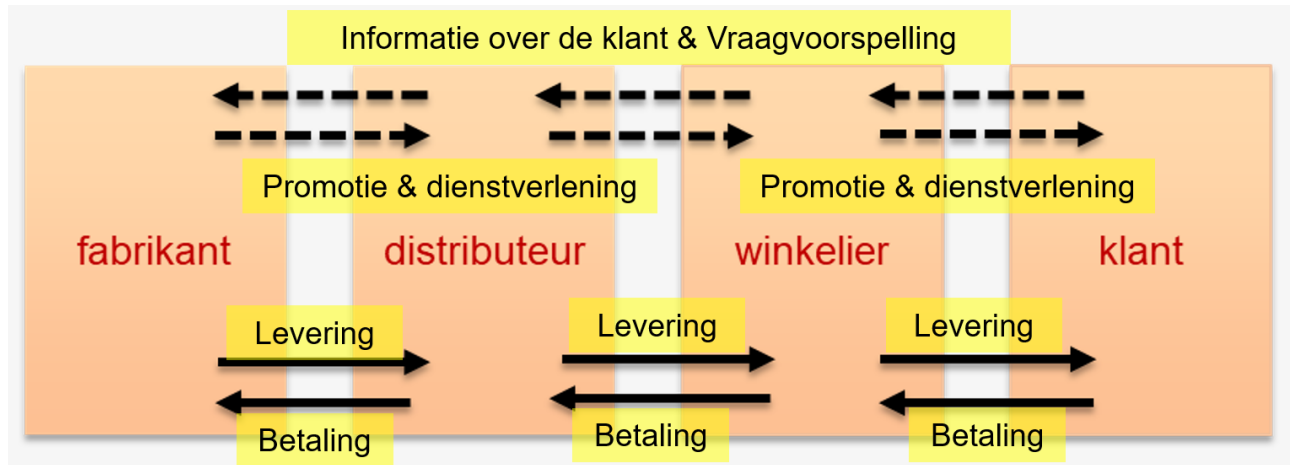 Informatie over de klant & Vraagvoorspelling
Promotie & dienstverlening
Promotie & dienstverlening
fabrikant
distributeur
winkelier
klant
Levering
Levering
Levering
Betaling
Betaling
Betaling